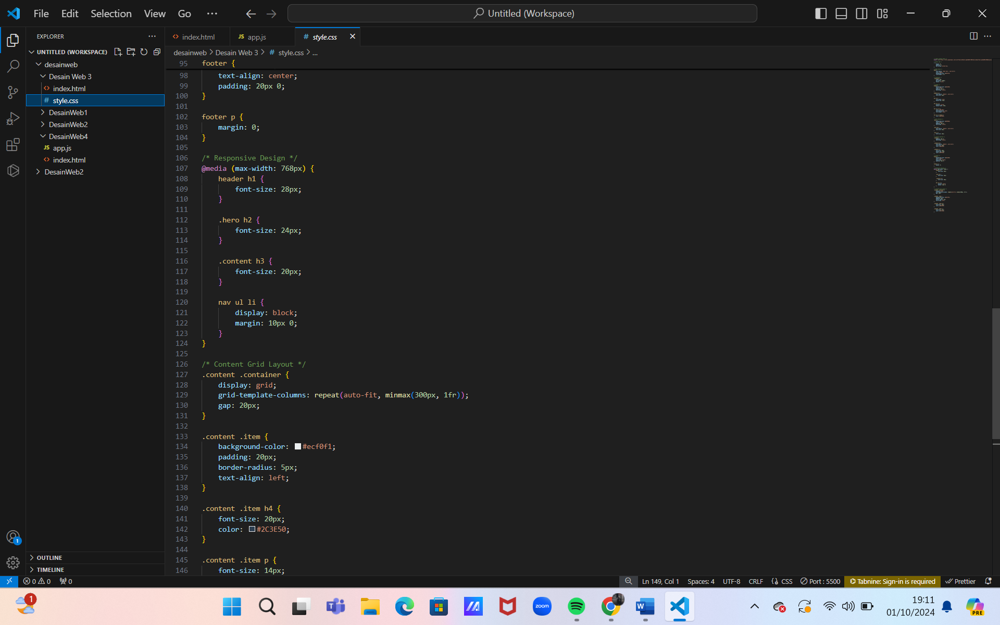 File Edit Selection View Go ··· Untitled (Workspace)
EXPLORER
UNTITLED (WORKSPACE)
desainweb
Desain Web 3
index.html
# style.css
DesainWeb1
DesainWeb2
DesainWeb4
JS app.js
index.html
DesainWeb2
OUTLINE
TIMELINE
index.html JS app.js # style.css
desainweb > Desain Web 3 > # style.css > ...
95 footer {
98 text-align: center;
99 padding: 20px 0;
100 }
101
102 footer p {
103 margin: 0;
104 }
105
106 /* Responsive Design */
107 @media (max-width: 768px) {
108 header h1 {
109 font-size: 28px;
110 }
111
112 .hero h2 {
113 font-size: 24px;
114 }
115
116 .content h3 {
117 font-size: 20px;
118 }
119
120 nav ul li {
121 display: block;
122 margin: 10px 0;
123 }
124 }
125
126 /* Content Grid Layout */
127 .content .container {
128 display: grid;
129 grid-template-columns: repeat(auto-fit, minmax(300px, 1fr));
130 gap: 20px;
131 }
132
133 .content .item {
134 background-color: #ecf0f1;
135 padding: 20px;
136 border-radius: 5px;
137 text-align: left;
138 }
139
140 .content .item h4 {
141 font-size: 20px;
142 color: #2C3E50;
143 }
144
145 .content .item p {
146 font-size: 14px;
1
0 0 0 Ln 149, Col 1 Spaces: 4 UTF-8 CRLF {} CSS Port : 5500 Tabnine: Sign-in is required Prettier
1
zoom
W
PRE
19:11
01/10/2024